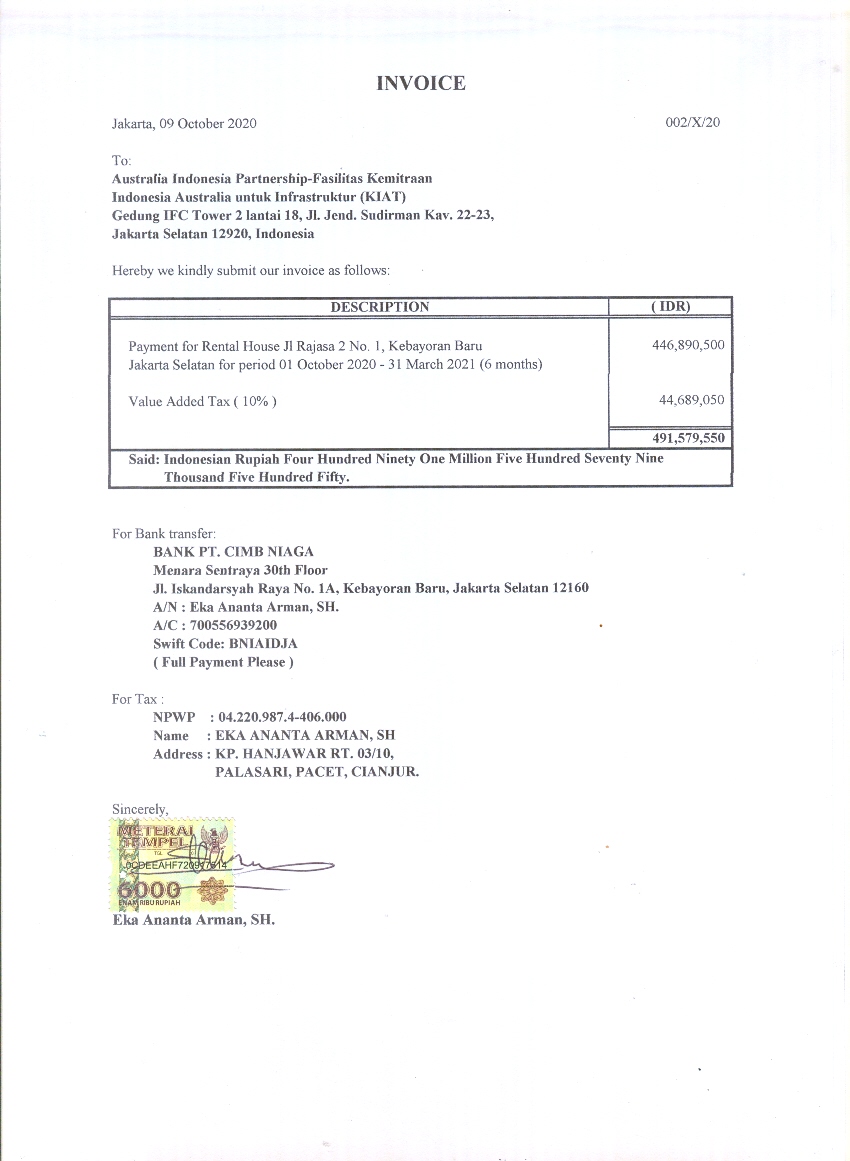 INVOICE
Jakarta, 09 October 2020 002/X/20
To:
Australia Indonesia Partnership-Fasilitas Kemitraan
Indonesia Australia untuk Infrastruktur (KIAT)
Gedung IFC Tower 2 lantai 18, Jl. Jend. Sudirman Kav. 22-23,
Jakarta Selatan 12920, Indonesia
Hereby we kindly submit our invoice as follows:
DESCRIPTION ( IDR)
Payment for Rental House Jl Rajasa 2 No. 1, Kebayoran Baru 446,890,500
Jakarta Selatan for period 01 October 2020 - 31 March 2021 (6 months)
Value Added Tax ( 10% ) 44,689,050
491,579,550
Said: Indonesian Rupiah Four Hundred Ninety One Million Five Hundred Seventy Nine
Thousand Five Hundred Fifty.
For Bank transfer:
BANK PT. CIMB NIAGA
Menara Sentraya 30th Floor
Jl. Iskandarsyah Raya No. 1A, Kebayoran Baru, Jakarta Selatan 12160
A/N : Eka Ananta Arman, SH.
A/C : 700556939200
Swift Code: BNIAIDJA
( Full Payment Please )
For Tax :
NPWP : 04.220.987.4-406.000
Name : EKA ANANTA ARMAN, SH
Address : KP. HANJAWAR RT. 03/10,
PALASARI, PACET, CIANJUR.
Sincerely,
METERAI
TEMPEL
6000
ENAM RIBU RUPIAH
Eka Ananta Arman, SH.